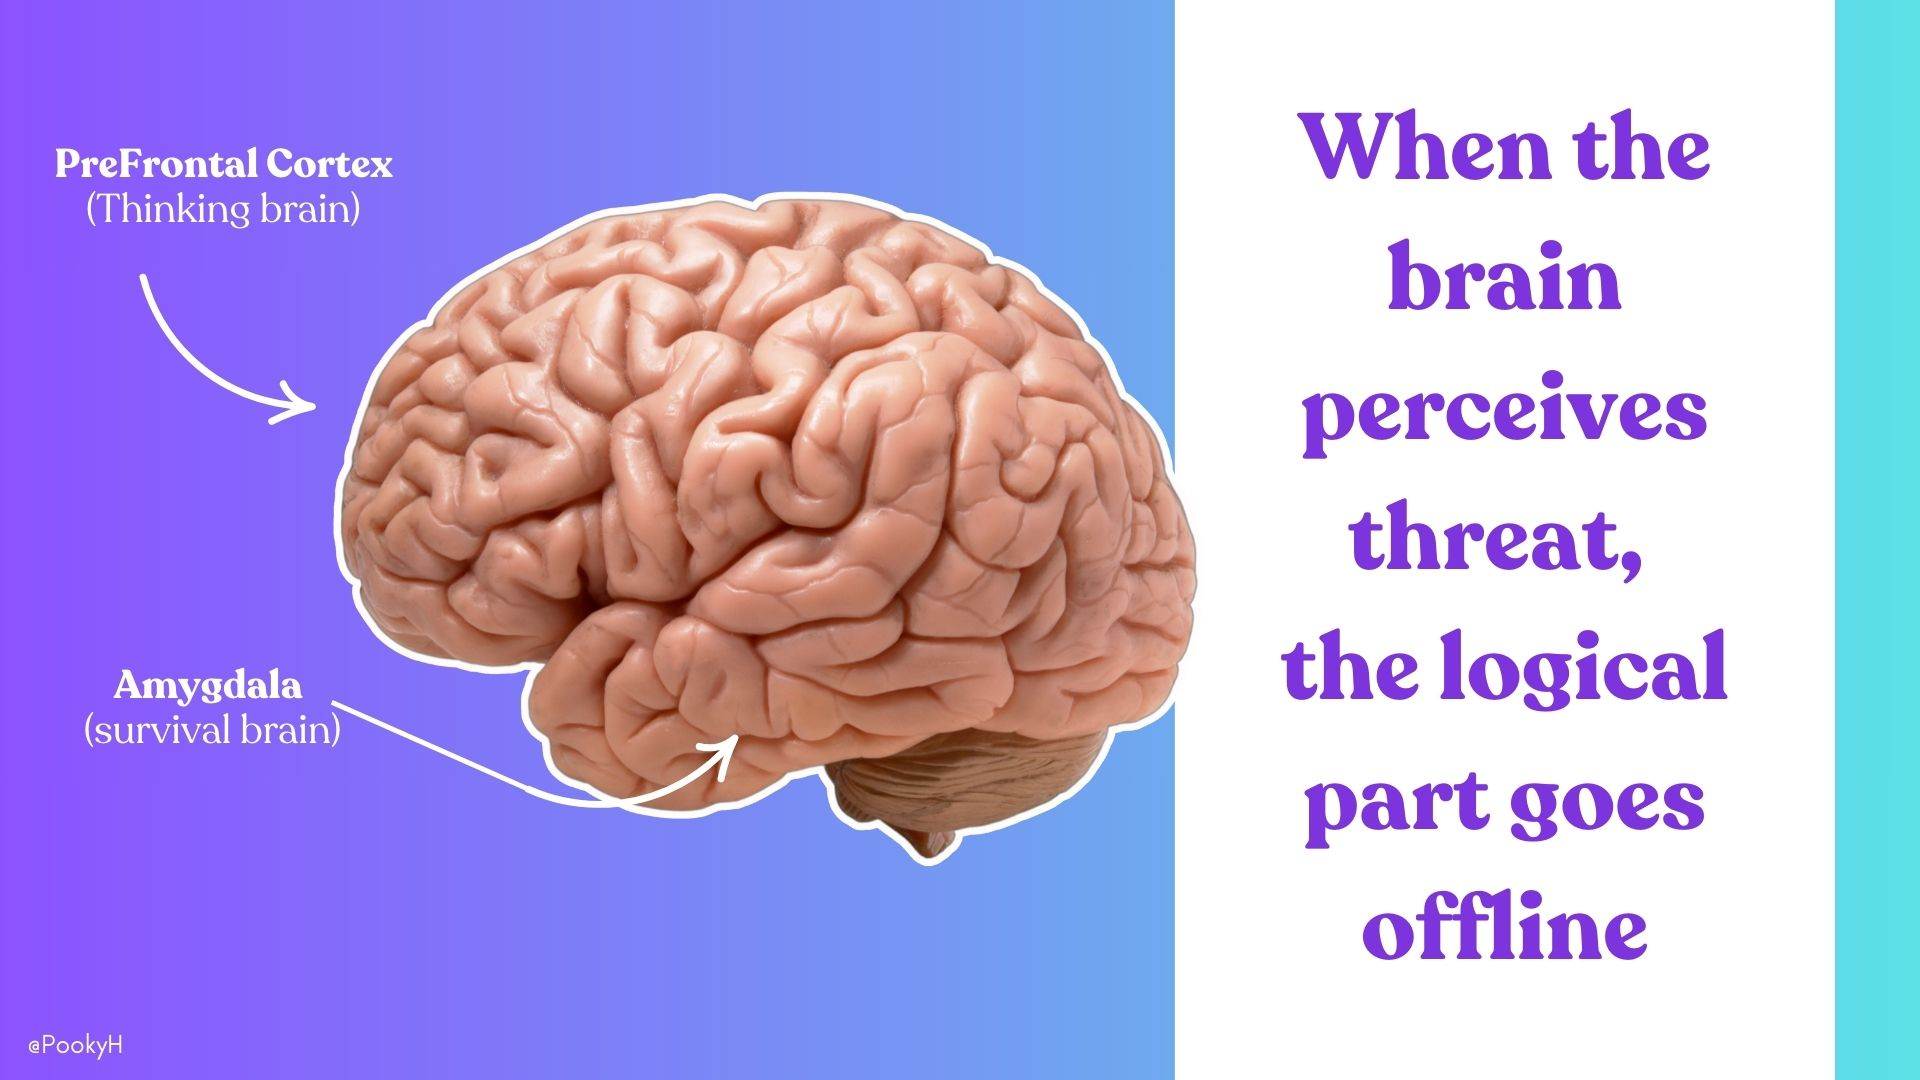 PreFrontal Cortex
(Thinking brain)
Amygdala
(survival brain)
@PookyH
When the
brain
perceives
threat,
the logical
part goes
offline